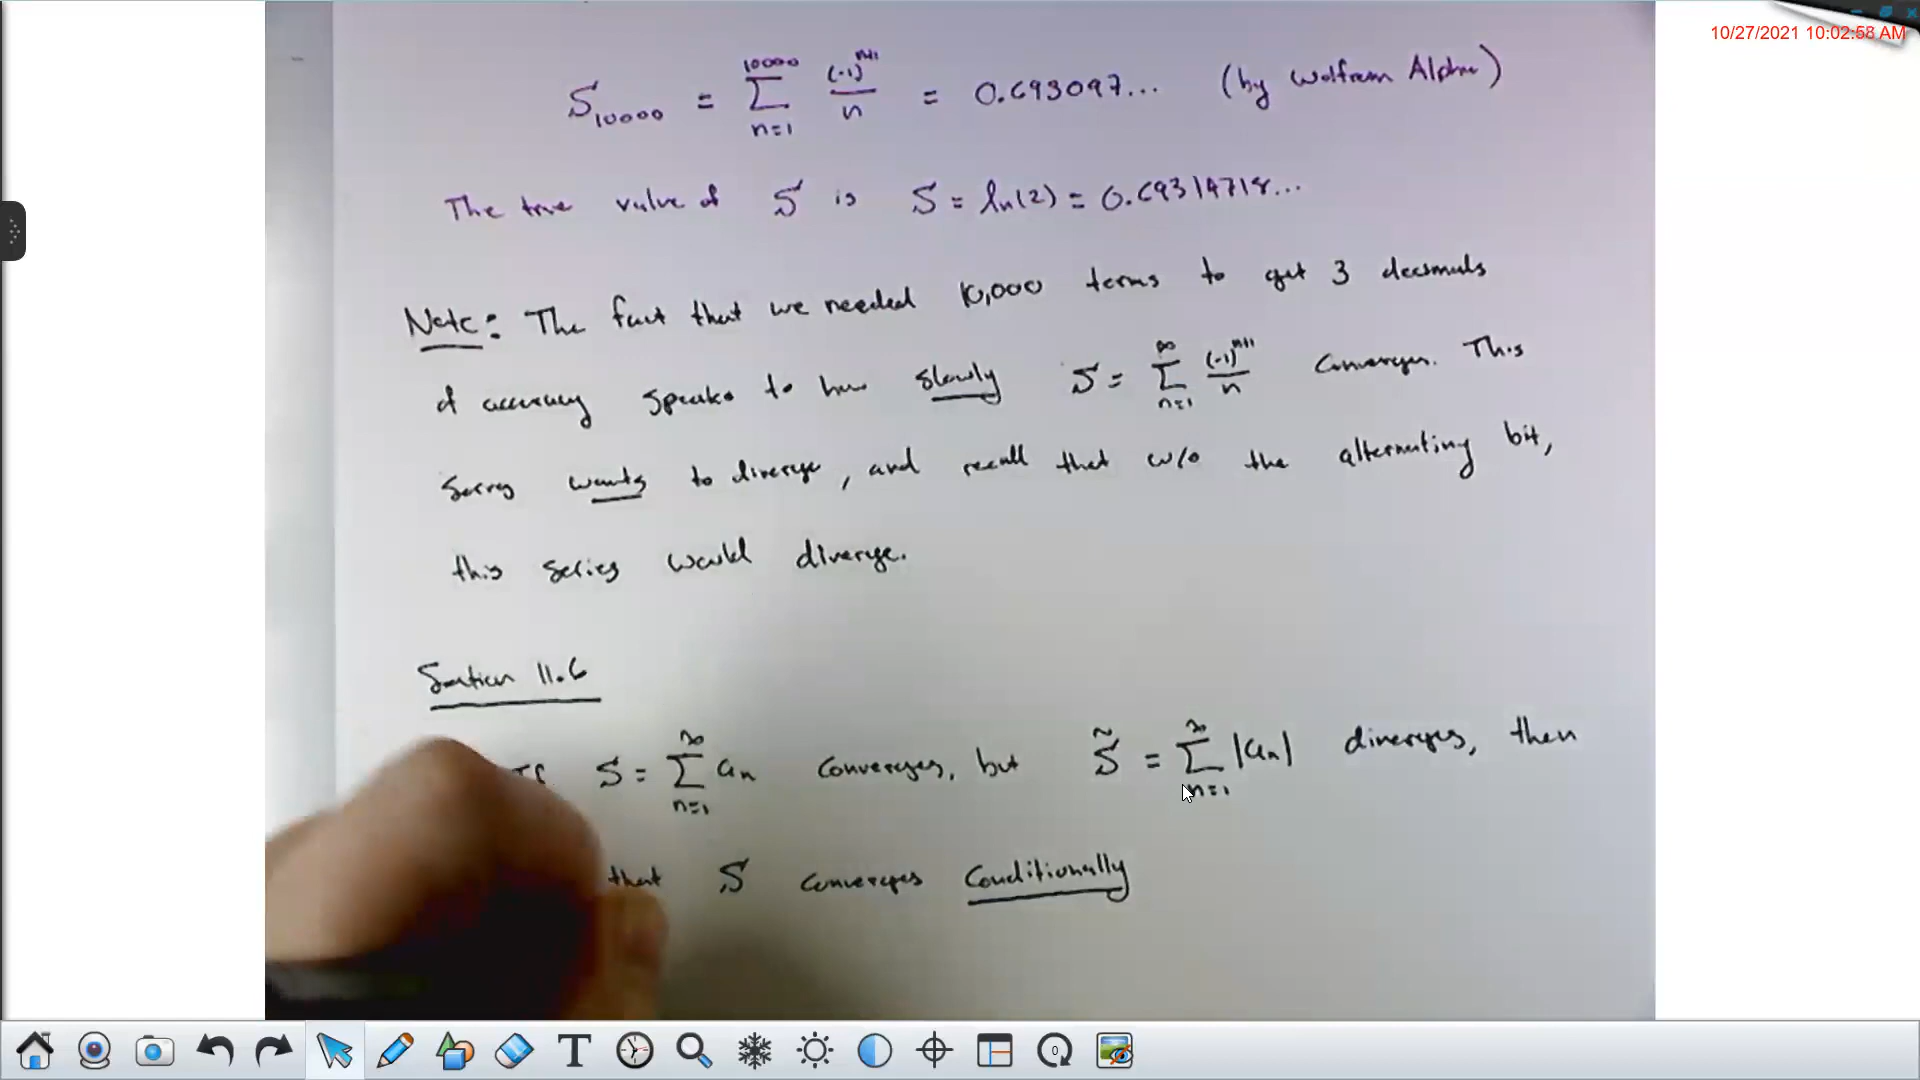 10/27/2021 10:02:58 AM
S₁₀₀₀₀ = ∑_{n=1}^{10000} (-1)^{n+1}/n = 0.693097... (by Wolfram Alpha)
The true value of S is S = ln(2) = 0.69314718...
Note: The fact that we needed 10,000 terms to get 3 decimals
of accuracy speaks to how slowly S = ∑_{n=1}^{∞} (-1)^{n+1}/n converges. This
series wants to diverge, and recall that w/o the alternating bit,
this series would diverge.
Section 11.6
If S = ∑_{n=1}^{∞} aₙ converges, but S̃ = ∑_{n=1}^{∞} |aₙ| diverges, then
that S converges Conditionally
T
0